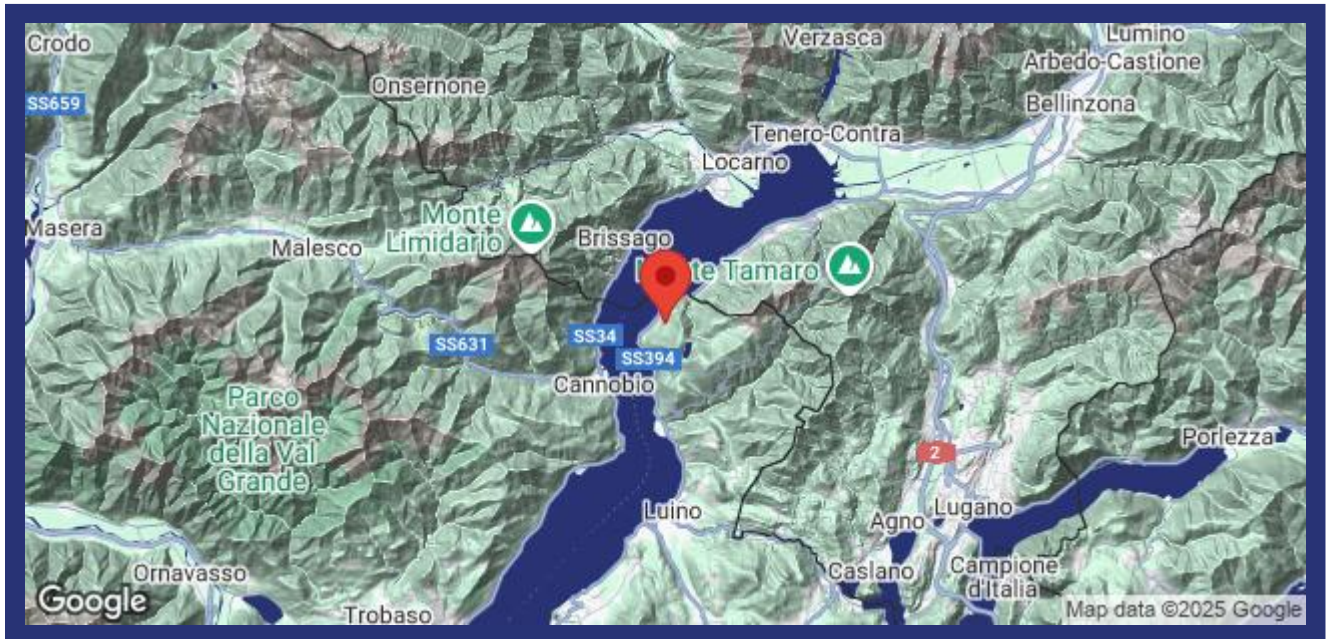 Crodo
Verzasca
Lumino
Arbedo-Castione
Onsernone
SS659
Bellinzona
Tenero-Contra
Locarno
Monte
Limidario
Masera
Brissago
Malesco
te Tamaro
SS34
SS631
SS394
Cannobio
Parco
Nazionale
della Val
Grande
Porlezza
2
Luino
Lugano
Agno
Ornavasso
Caslano
Campione
d'Italia
Google
Trobaso
Map data ©2025 Google